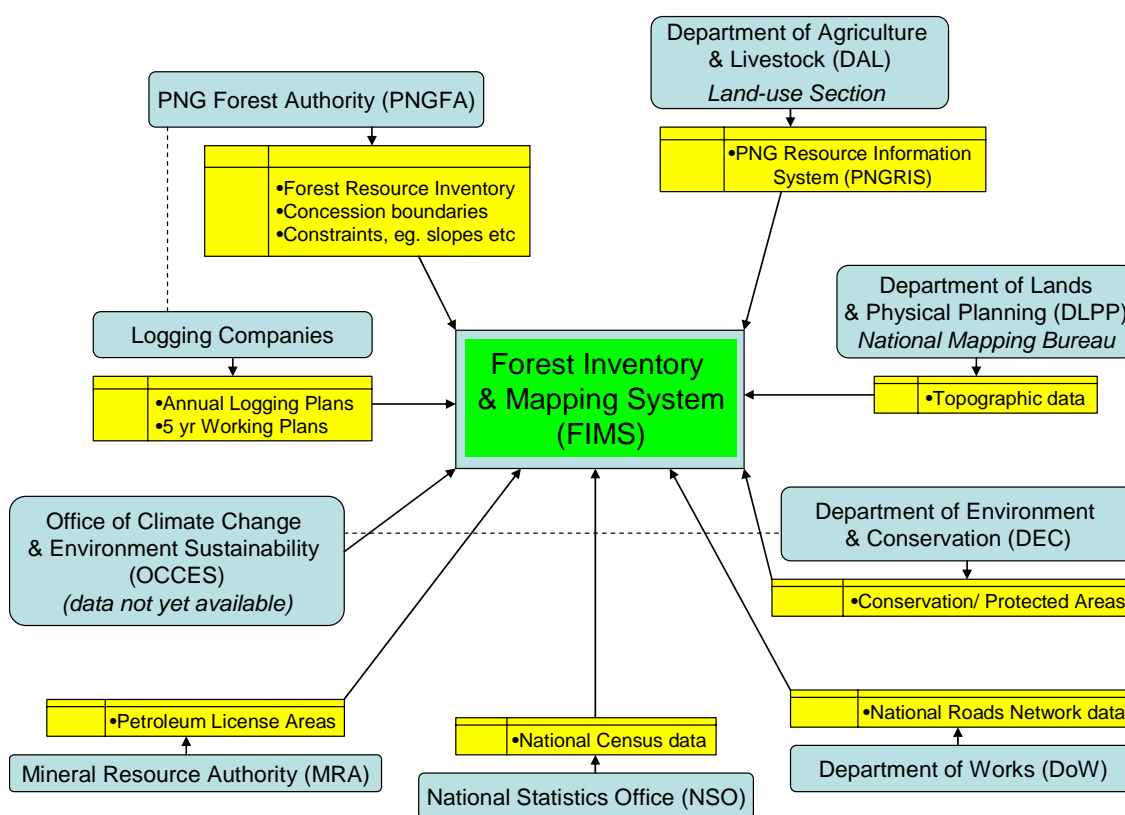 Department of Agriculture
& Livestock (DAL)
Land-use Section
PNG Forest Authority (PNGFA)
•PNG Resource Information
System (PNGRIS)
•Forest Resource Inventory
•Concession boundaries
•Constraints, eg. slopes etc
Department of Lands
& Physical Planning (DLPP)
National Mapping Bureau
Logging Companies
Forest Inventory
& Mapping System
(FIMS)
•Annual Logging Plans
•5 yr Working Plans
•Topographic data
Office of Climate Change
& Environment Sustainability
(OCCES)
(data not yet available)
Department of Environment
& Conservation (DEC)
•Conservation/ Protected Areas
•Petroleum License Areas
Mineral Resource Authority (MRA)
•National Census data
National Statistics Office (NSO)
•National Roads Network data
Department of Works (DoW)